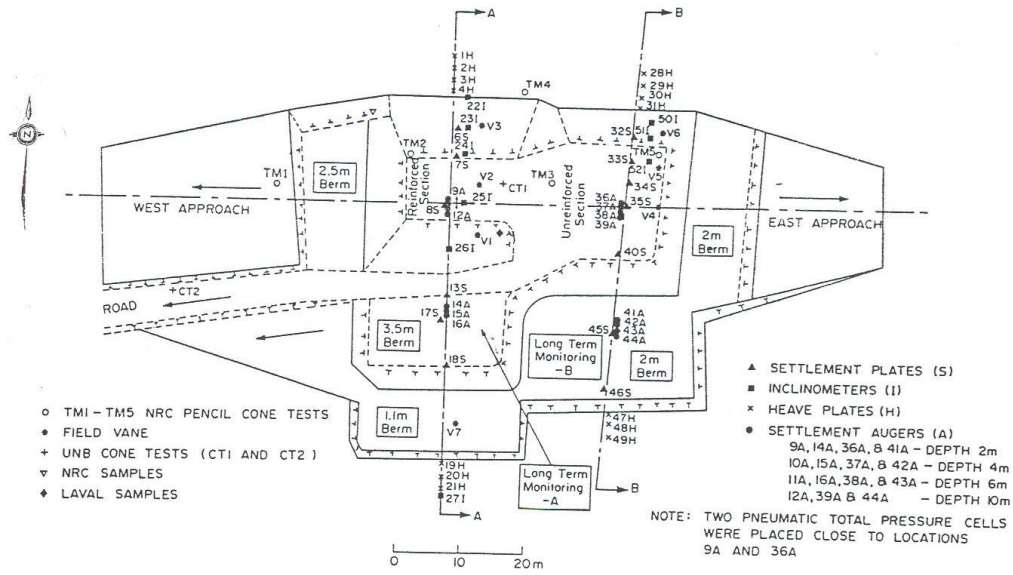 A
B
1H
2H
3H
4H
TM4
28H
29H
30H
31H
22I
23I
V3
6S
24I
7S
TM2
50I
32S
51I
V6
TM5
33S
52I
V5
34S
N
TM1
2.5m
Berm
Reinforced
Section
V2
CT1
TM3
9A
8S
25I
12A
V1
26I
Unreinforced
Section
36A
37A
38A
39A
35S
V4
40S
WEST APPROACH
EAST APPROACH
2m
Berm
CT2
ROAD
13S
14A
15A
16A
17S
3.5m
Berm
18S
41A
42A
43A
44A
45S
Long Term
Monitoring
-B
2m
Berm
46S
1.1m
Berm
V7
47H
48H
49H
19H
20H
21H
27I
Long Term
Monitoring
-A
A
B
TM1-TM5 NRC PENCIL CONE TESTS
FIELD VANE
UNB CONE TESTS (CT1 AND CT2)
NRC SAMPLES
LAVAL SAMPLES
SETTLEMENT PLATES (S)
INCLINOMETERS (I)
HEAVE PLATES (H)
SETTLEMENT AUGERS (A)
9A, 14A, 36A, & 41A - DEPTH 2m
10A, 15A, 37A, & 42A - DEPTH 4m
11A, 16A, 38A, & 43A - DEPTH 6m
12A, 39A & 44A - DEPTH 10m
NOTE: TWO PNEUMATIC TOTAL PRESSURE CELLS
WERE PLACED CLOSE TO LOCATIONS
9A AND 36A
0 10 20m